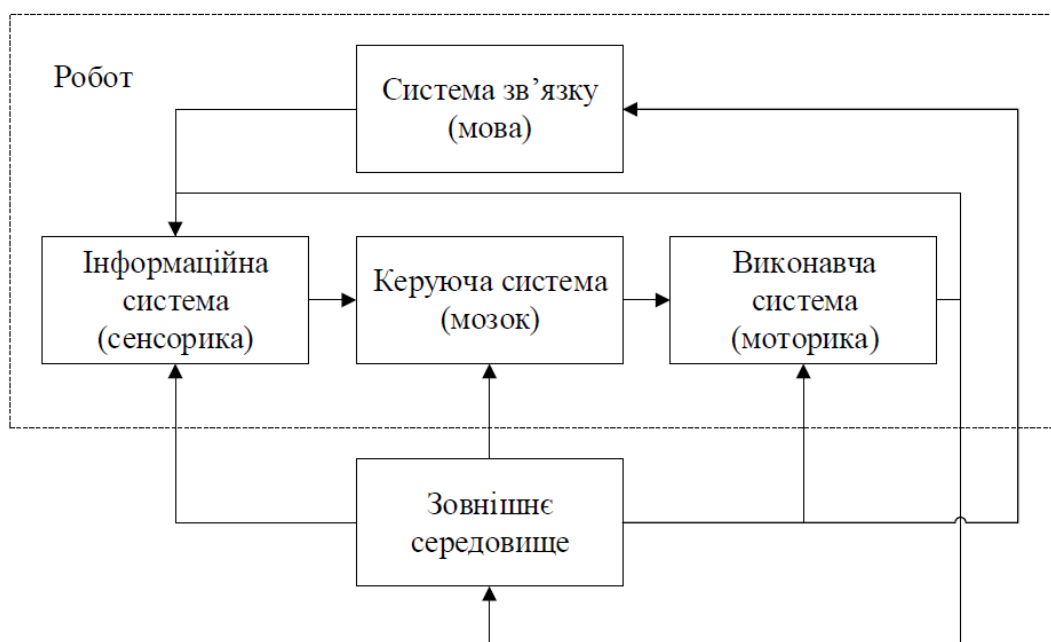 Робот
Система зв’язку
(мова)
Інформаційна
система
(сенсорика)
Керуюча система
(мозок)
Виконавча
система
(моторика)
Зовнішнє
середовище